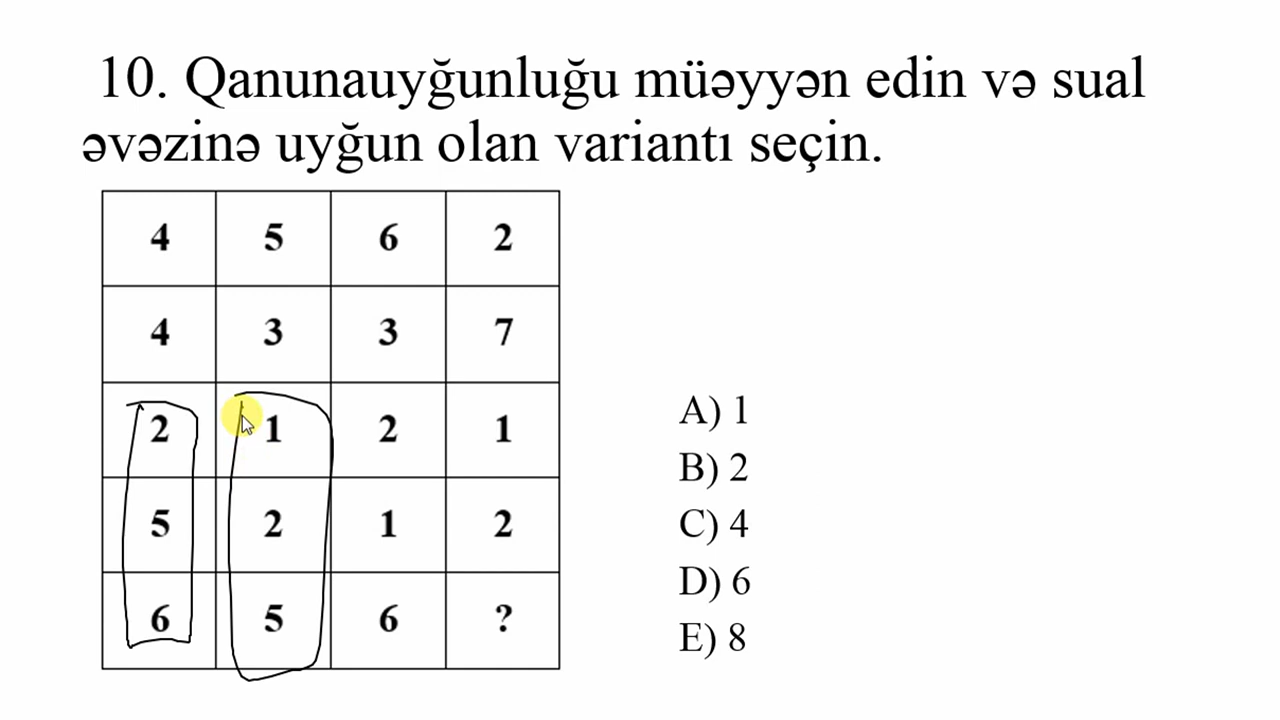 10. Qanunauyğunluğu müəyyən edin və sual
əvəzinə uyğun olan variantı seçin.
4 5 6 2
4 3 3 7
2 1 2 1
5 2 1 2
6 5 6 ?
A) 1
B) 2
C) 4
D) 6
E) 8